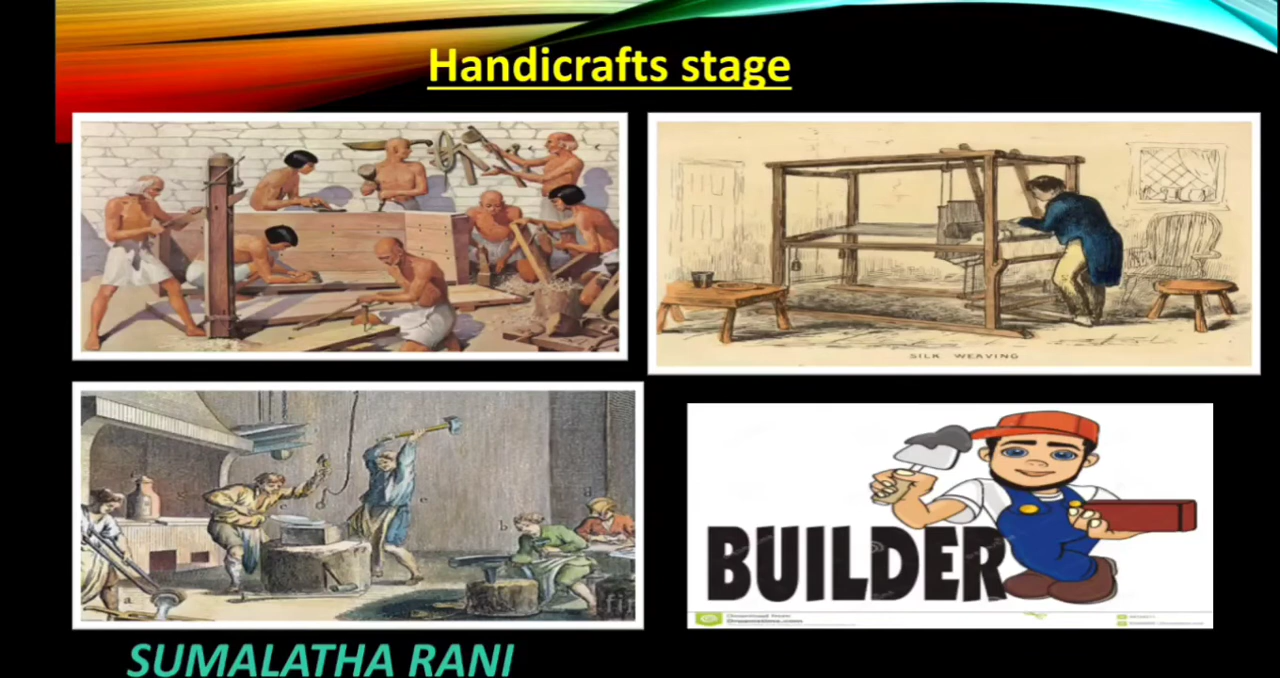 Handicrafts stage
SILK WEAVING
a
c
e
b
d
BUILDER
SUMALATHA RANI